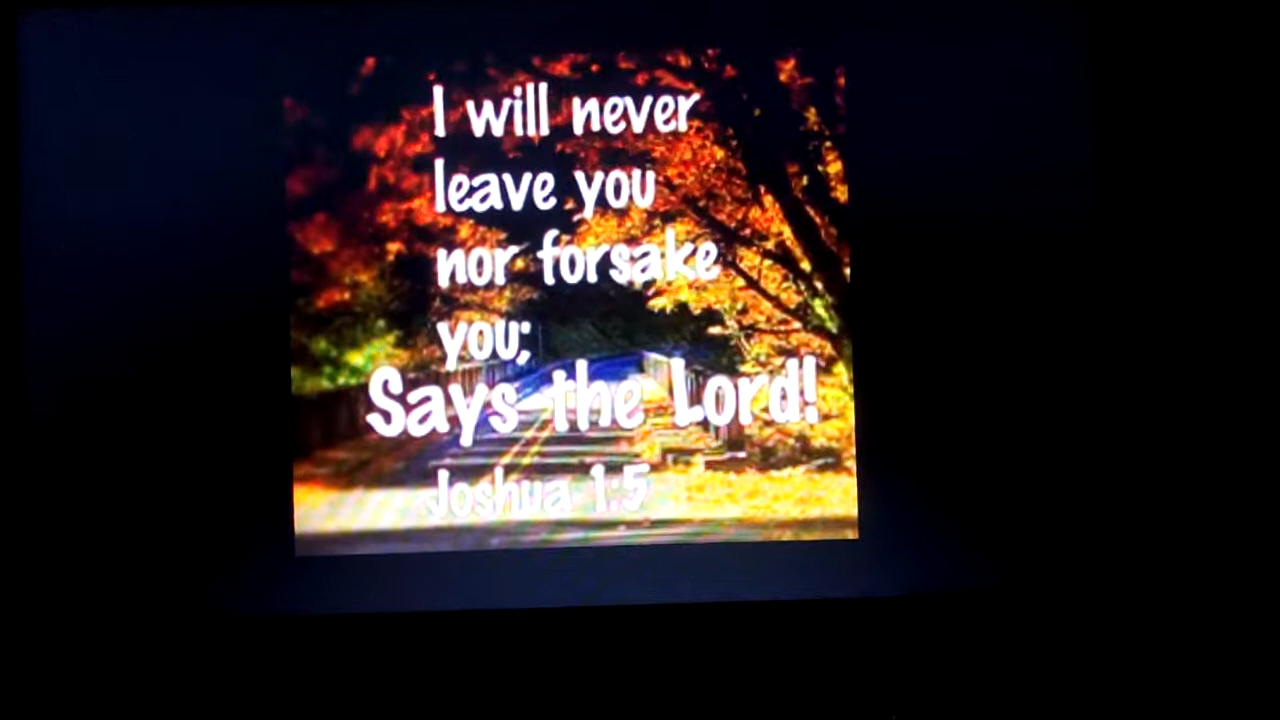 I will never
leave you
nor forsake
you;
Says the Lord!
Joshua 1:5